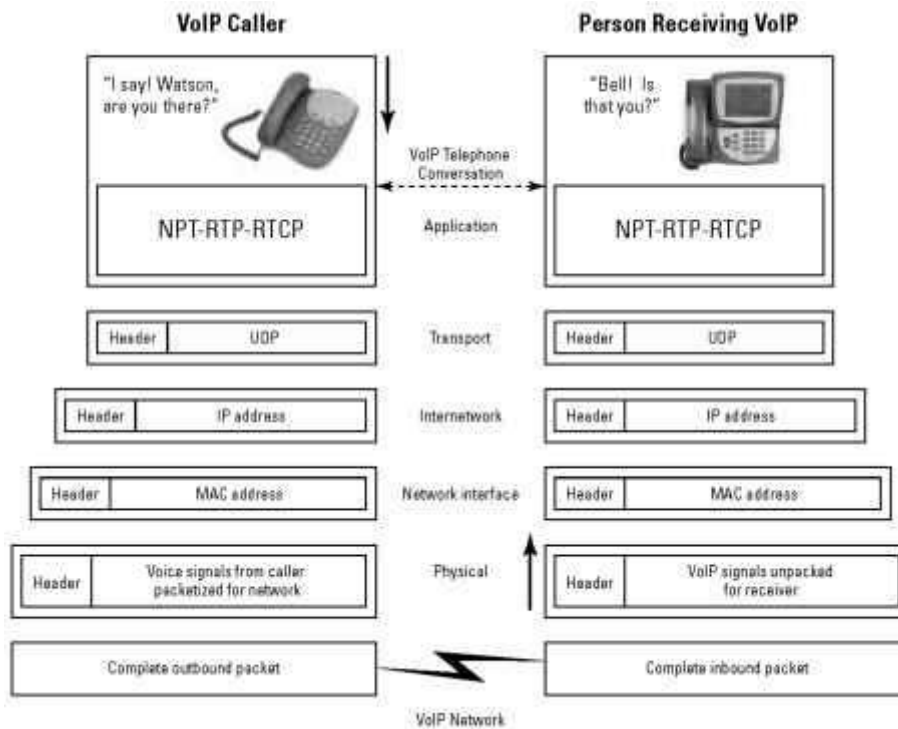 VoIP Caller
Person Receiving VoIP
"I say! Watson,
are you there?"
"Bell! Is
that you?"
VoIP Telephone
Conversation
NPT-RTP-RTCP
Application
NPT-RTP-RTCP
Header
UDP
Transport
Header
UDP
Header
IP address
Internetwork
Header
IP address
Header
MAC address
Network interface
Header
MAC address
Header
Voice signals from caller
packetized for network
Physical
Header
VoIP signals unpacked
for receiver
Complete outbound packet
Complete inbound packet
VoIP Network